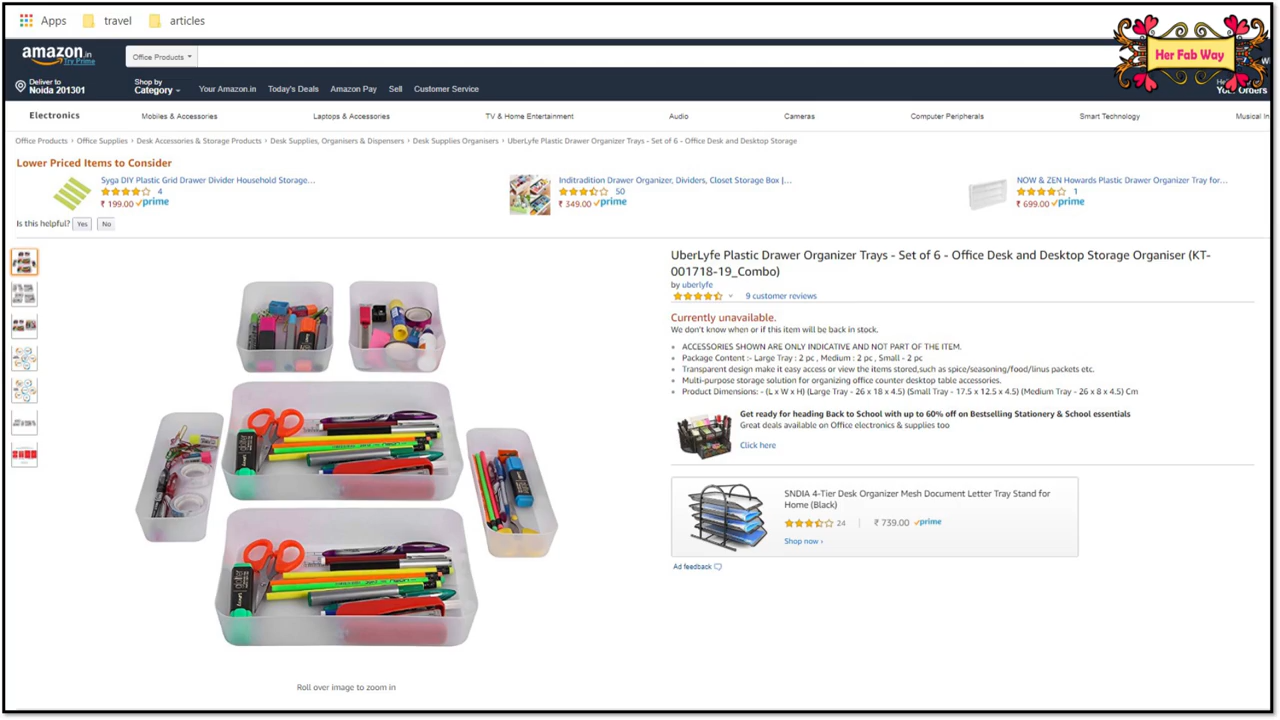 Apps travel articles
amazon.in
Try Prime
Office Products
Her Fab Way
Deliver to
Noida 201301
Shop by
Category
Your Amazon.in Today's Deals Amazon Pay Sell Customer Service
Orders
Electronics Mobiles & Accessories Laptops & Accessories TV & Home Entertainment Audio Cameras Computer Peripherals Smart Technology Musical In
Office Products › Office Supplies › Desk Accessories & Storage Products › Desk Supplies, Organisers & Dispensers › Desk Supplies Organisers › UberLyfe Plastic Drawer Organizer Trays - Set of 6 - Office Desk and Desktop Storage
Lower Priced Items to Consider
Syga DIY Plastic Grid Drawer Divider Household Storage...
4
₹ 199.00 prime
Inditradition Drawer Organizer, Dividers, Closet Storage Box |...
50
₹ 349.00 prime
NOW & ZEN Howards Plastic Drawer Organizer Tray for...
1
₹ 699.00 prime
Is this helpful? Yes No
UberLyfe Plastic Drawer Organizer Trays - Set of 6 - Office Desk and Desktop Storage Organiser (KT-
001718-19_Combo)
by uberlyfe
9 customer reviews
Currently unavailable.
We don't know when or if this item will be back in stock.
ACCESSORIES SHOWN ARE ONLY INDICATIVE AND NOT PART OF THE ITEM.
Package Content :- Large Tray : 2 pc , Medium : 2 pc , Small - 2 pc
Transparent design make it easy access or view the items stored,such as spice/seasoning/food/linus packets etc.
Multi-purpose storage solution for organizing office counter desktop table accessories.
Product Dimensions: - (L x W x H) (Large Tray - 26 x 18 x 4.5) (Small Tray - 17.5 x 12.5 x 4.5) (Medium Tray - 26 x 8 x 4.5) Cm
Get ready for heading Back to School with up to 60% off on Bestselling Stationery & School essentials
Great deals available on Office electronics & supplies too
Click here
SNDIA 4-Tier Desk Organizer Mesh Document Letter Tray Stand for
Home (Black)
24 | ₹ 739.00 prime
Shop now ›
Ad feedback
Roll over image to zoom in